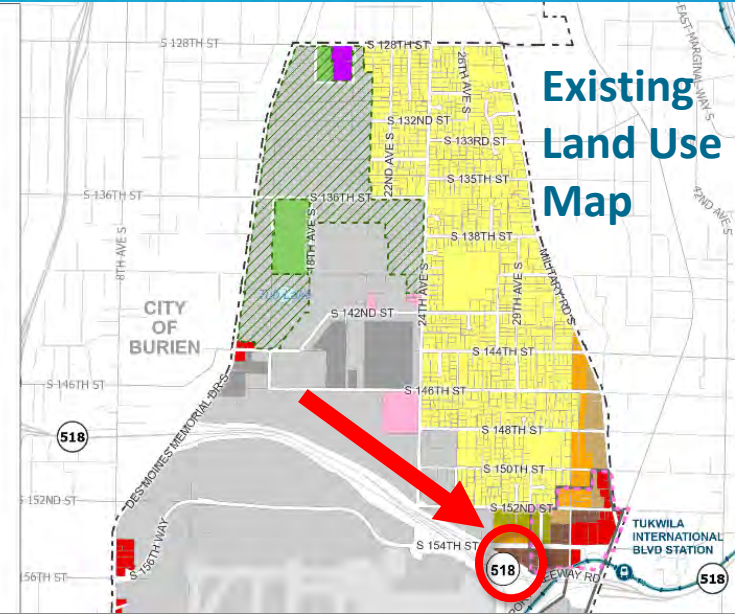 S 128TH ST
S 128TH ST
28TH AVE S
EAST-MARGINAL-WAY S
Existing
Land Use
Map
S 132ND ST
S 133RD ST
22ND AVE S
S 135TH ST
S 136TH ST
S 136TH ST
42ND AVE S
8TH AVE S
18TH AVE S
S 138TH ST
MILITARY RD S
24TH AVE S
29TH AVE S
CITY
OF
BURIEN
S 142ND ST
S 144TH ST
S 146TH ST
S 146TH ST
DES MOINES MEMORIAL DR S
518
S 148TH ST
S 150TH ST
S 152ND ST
S 152ND ST
TUKWILA
INTERNATIONAL
BLVD STATION
S 154TH ST
S 156TH WAY
518
518
56TH ST